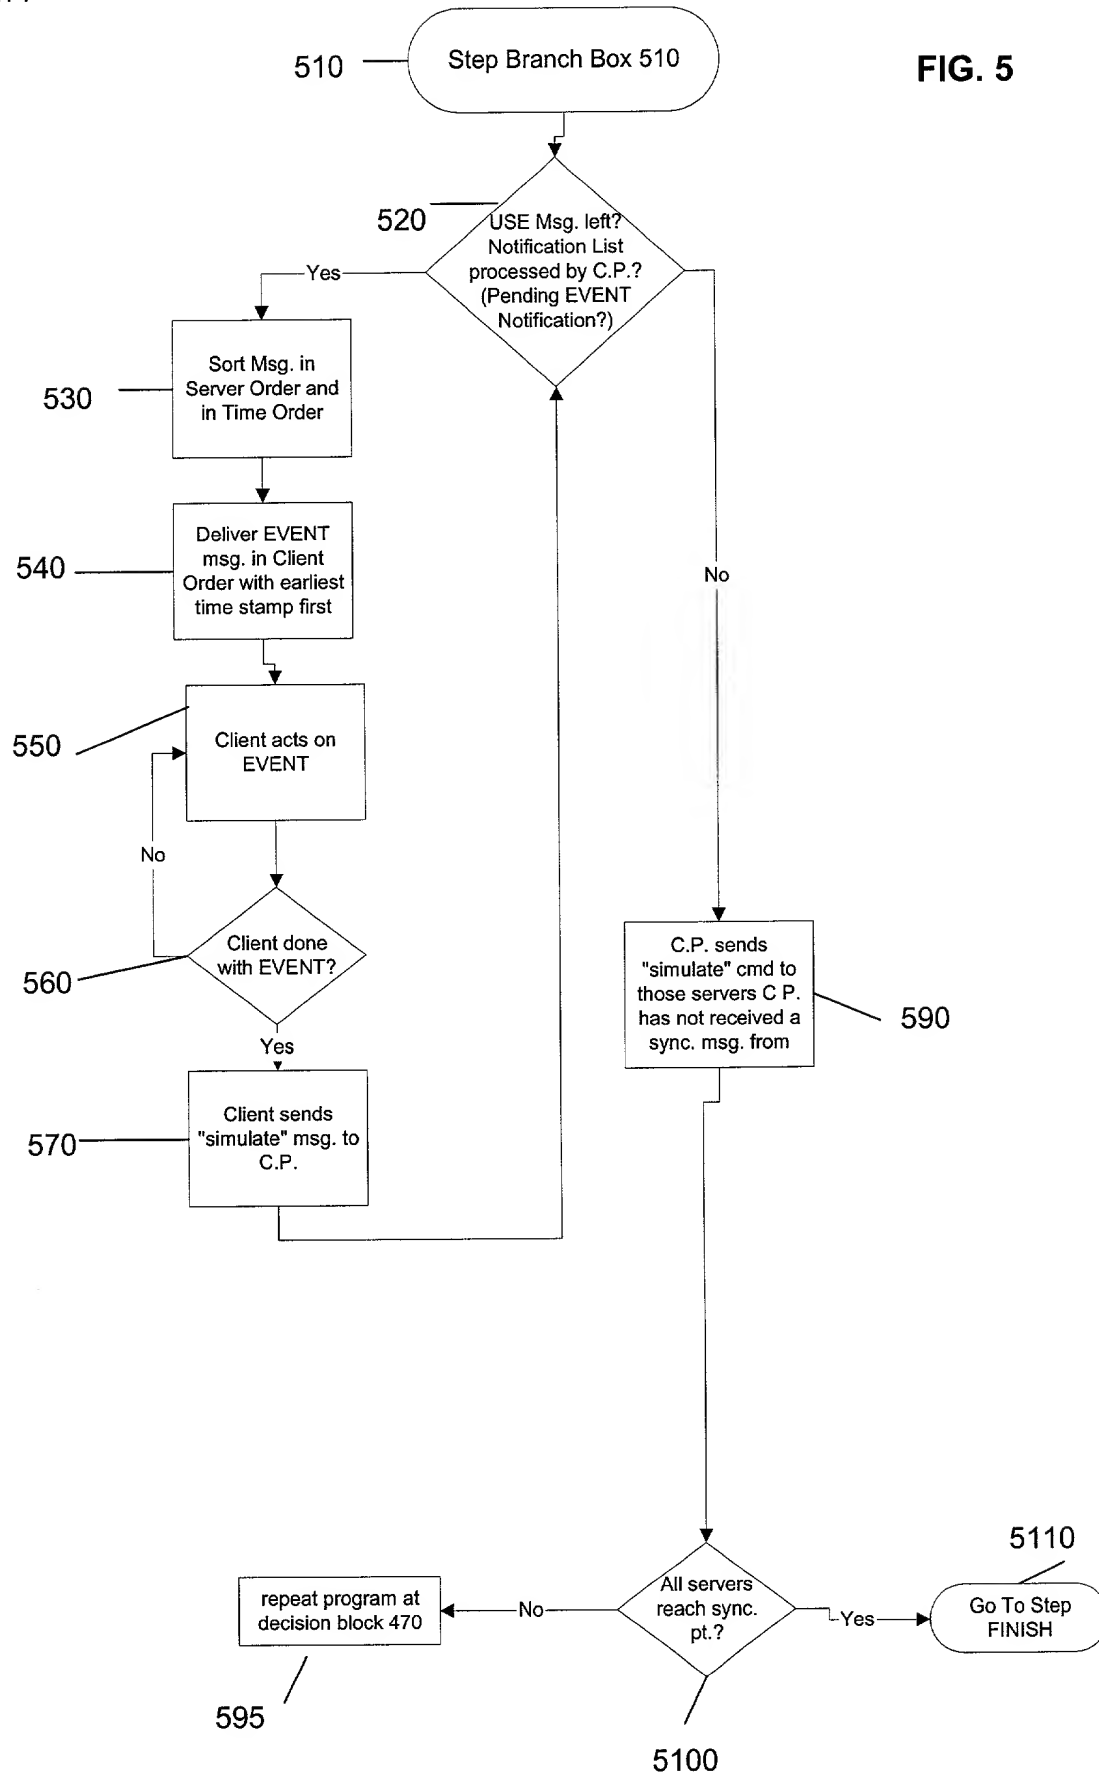 510
Step Branch Box 510
FIG. 5
520
USE Msg. left?
Notification List
processed by C.P.?
(Pending EVENT
Notification?)
Yes
530
Sort Msg. in
Server Order and
in Time Order
540
Deliver EVENT
msg. in Client
Order with earliest
time stamp first
No
550
Client acts on
EVENT
No
560
Client done
with EVENT?
C.P. sends
"simulate" cmd to
those servers C P.
has not received a
sync. msg. from
590
Yes
570
Client sends
"simulate" msg. to
C.P.
5110
repeat program at
decision block 470
No
All servers
reach sync.
pt.?
Yes
Go To Step
FINISH
595
5100